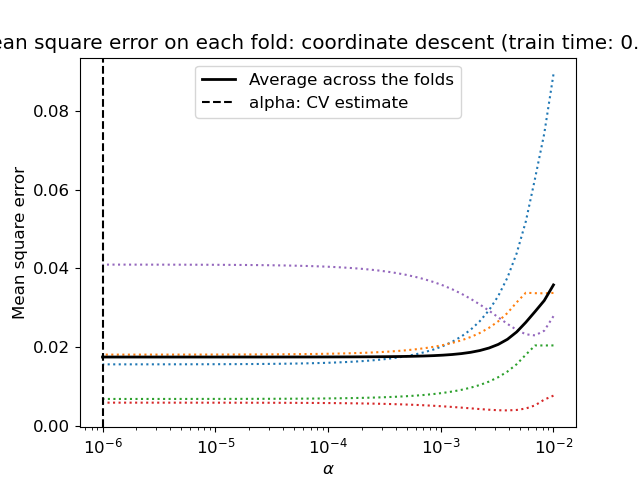 ean square error on each fold: coordinate descent (train time: 0.
Average across the folds
alpha: CV estimate
Mean square error
0.08
0.06
0.04
0.02
0.00
10⁻⁶ 10⁻⁵ 10⁻⁴ 10⁻³ 10⁻²
α